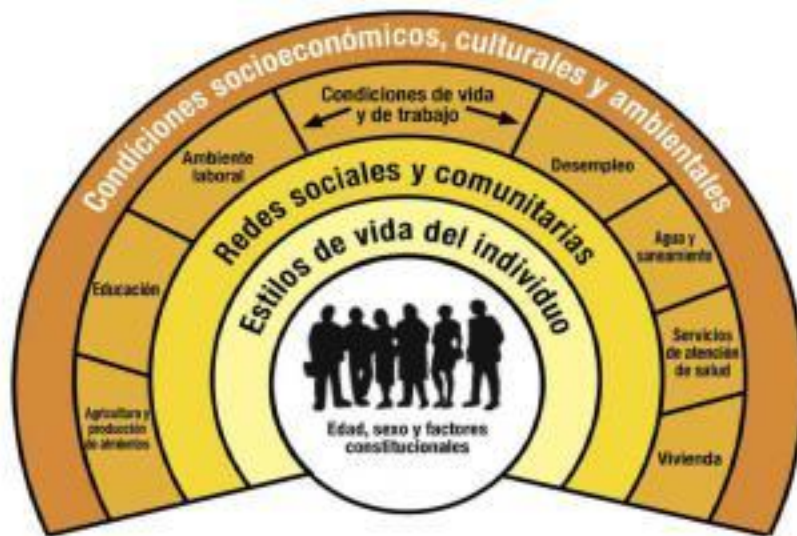 Condiciones socioeconómicos, culturales y ambientales
Condiciones de vida
y de trabajo
Ambiente
laboral
Desempleo
Redes sociales y comunitarias
Agua y
saneamiento
Educación
Estilos de vida del individuo
Servicios
de atención
de salud
Agricultura y
producción
de alimentos
Edad, sexo y factores
constitucionales
Vivienda